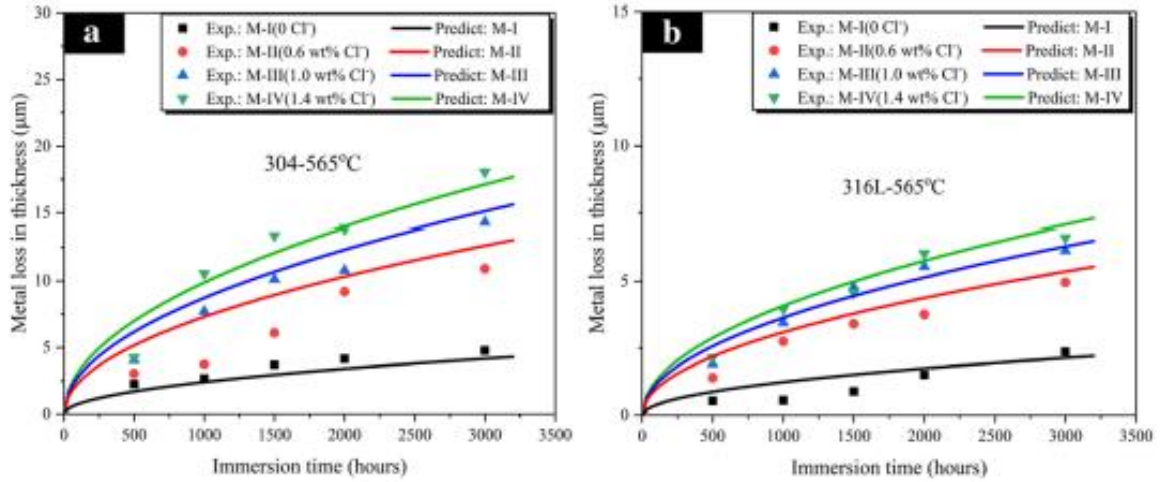 a
Exp.: M-I(0 Cl⁻) Predict: M-I
Exp.: M-II(0.6 wt% Cl⁻) Predict: M-II
Exp.: M-III(1.0 wt% Cl⁻) Predict: M-III
Exp.: M-IV(1.4 wt% Cl⁻) Predict: M-IV
304-565°C
Metal loss in thickness (μm)
30
25
20
15
10
5
0
0 500 1000 1500 2000 2500 3000 3500
Immersion time (hours)
b
Exp.: M-I(0 Cl⁻) Predict: M-I
Exp.: M-II(0.6 wt% Cl⁻) Predict: M-II
Exp.: M-III(1.0 wt% Cl⁻) Predict: M-III
Exp.: M-IV(1.4 wt% Cl⁻) Predict: M-IV
316L-565°C
Metal loss in thickness (μm)
15
10
5
0
0 500 1000 1500 2000 2500 3000 3500
Immersion time (hours)